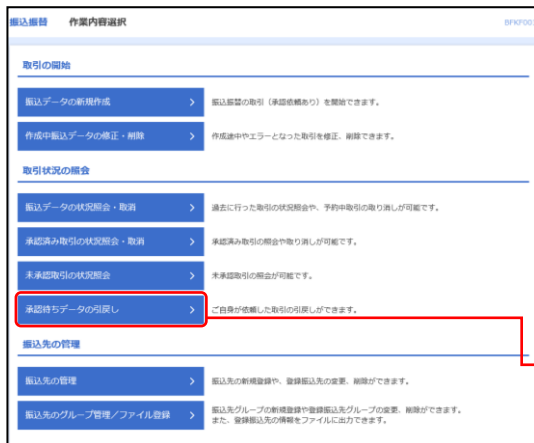 振込振替 作業内容選択 BFKF001
取引の開始
振込データの新規作成 > 振込振替の取引（承認依頼あり）を開始できます。
作成中振込データの修正・削除 > 作成途中やエラーとなった取引を修正、削除できます。
取引状況の照会
振込データの状況照会・取消 > 過去に行った取引の状況照会や、予約中取引の取り消しが可能です。
承認済み取引の状況照会・取消 > 承認済み取引の照会や取り消しが可能です。
未承認取引の状況照会 > 未承認取引の照会が可能です。
承認待ちデータの引戻し > ご自身が依頼した取引の引戻しができます。
振込先の管理
振込先の管理 > 振込先の新規登録や、登録振込先の変更、削除ができます。
振込先のグループ管理／ファイル登録 > 振込先グループの新規登録や登録振込先グループの変更、削除ができます。
また、登録振込先の情報をファイルに出力できます。